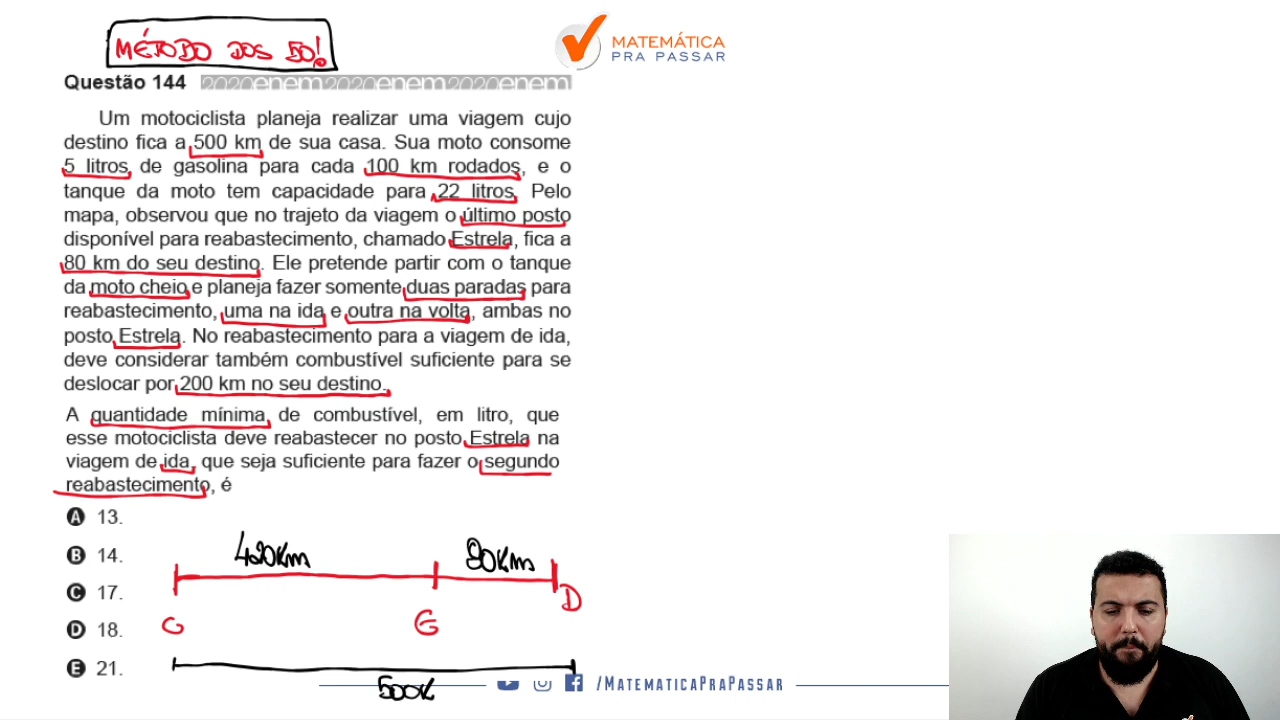 MÉTODO DOS 50!
MATEMÁTICA
PRA PASSAR
Questão 144 2020enem2020enem2020enem
Um motociclista planeja realizar uma viagem cujo
destino fica a 500 km de sua casa. Sua moto consome
5 litros de gasolina para cada 100 km rodados, e o
tanque da moto tem capacidade para 22 litros. Pelo
mapa, observou que no trajeto da viagem o último posto
disponível para reabastecimento, chamado Estrela, fica a
80 km do seu destino. Ele pretende partir com o tanque
da moto cheio e planeja fazer somente duas paradas para
reabastecimento, uma na ida e outra na volta, ambas no
posto Estrela. No reabastecimento para a viagem de ida,
deve considerar também combustível suficiente para se
deslocar por 200 km no seu destino.
A quantidade mínima de combustível, em litro, que
esse motociclista deve reabastecer no posto Estrela na
viagem de ida, que seja suficiente para fazer o segundo
reabastecimento, é
A 13.
B 14.
C 17.
D 18.
E 21.
420Km 80Km
C E D
500K
/MATEMATICAPRAPASSAR